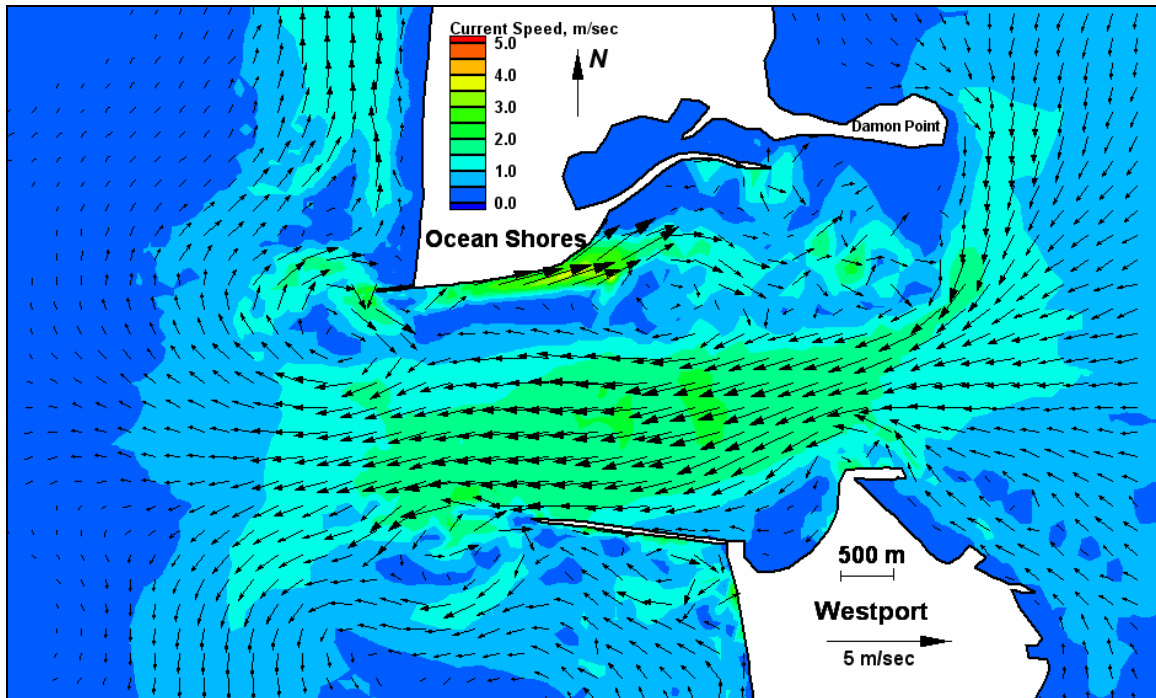 Current Speed, m/sec
5.0
4.0
3.0
2.0
1.0
0.0
N
Damon Point
Ocean Shores
500 m
Westport
5 m/sec